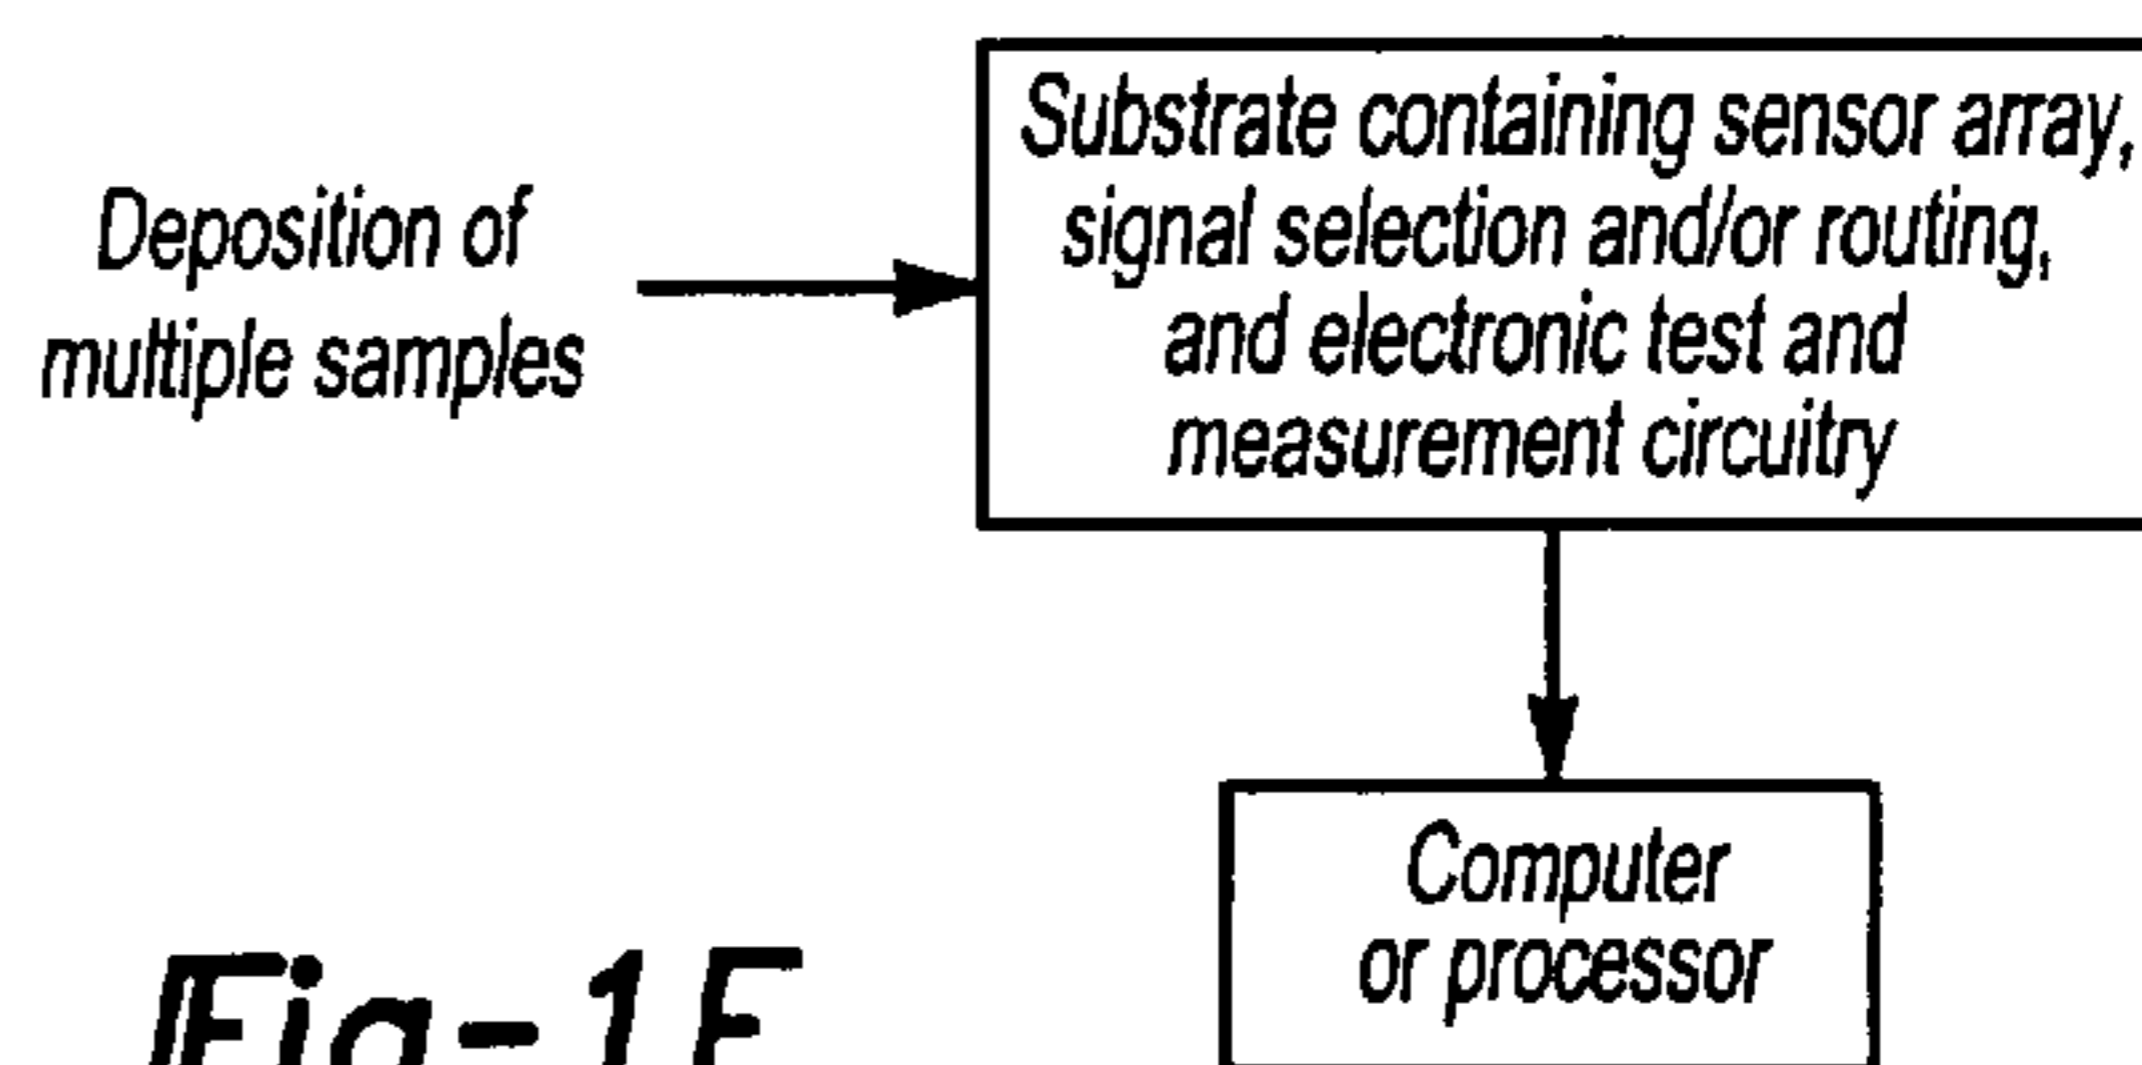 Deposition of
multiple samples
Substrate containing sensor array,
signal selection and/or routing,
and electronic test and
measurement circuitry
Computer
or processor